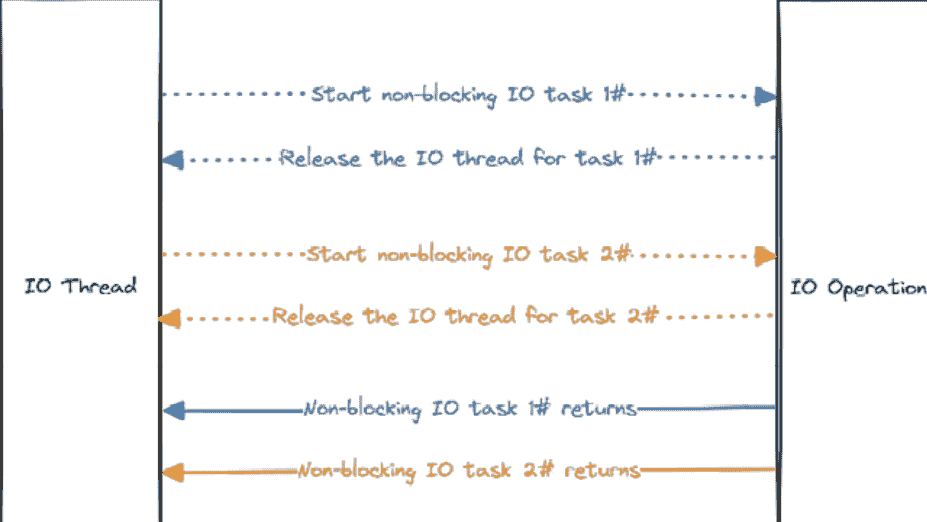 Start non-blocking IO task 1#
Release the IO thread for task 1#
Start non-blocking IO task 2#
IO Thread
IO Operation
Release the IO thread for task 2#
Non-blocking IO task 1# returns
Non-blocking IO task 2# returns